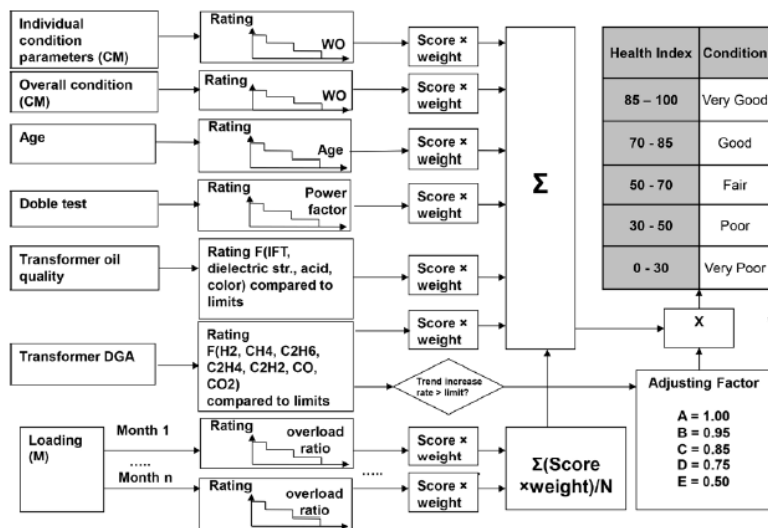 Individual
condition
parameters (CM)
Rating
WO
Score ×
weight
Overall condition
(CM)
Rating
WO
Score ×
weight
Age
Rating
Age
Score ×
weight
Doble test
Rating
Power
factor
Score ×
weight
Transformer oil
quality
Rating F(IFT,
dielectric str., acid,
color) compared to
limits
Score ×
weight
Transformer DGA
Rating
F(H2, CH4, C2H6,
C2H4, C2H2, CO,
CO2)
compared to limits
Score ×
weight
Trend increase
rate > limit?
Loading
(M)
Month 1
.....
Month n
Rating
overload
ratio
Score ×
weight
.....
Rating
overload
ratio
Score ×
weight
Σ(Score
×weight)/N
Σ
X
Adjusting Factor
A = 1.00
B = 0.95
C = 0.85
D = 0.75
E = 0.50
Health Index Condition
85 – 100 Very Good
70 - 85 Good
50 - 70 Fair
30 - 50 Poor
0 - 30 Very Poor